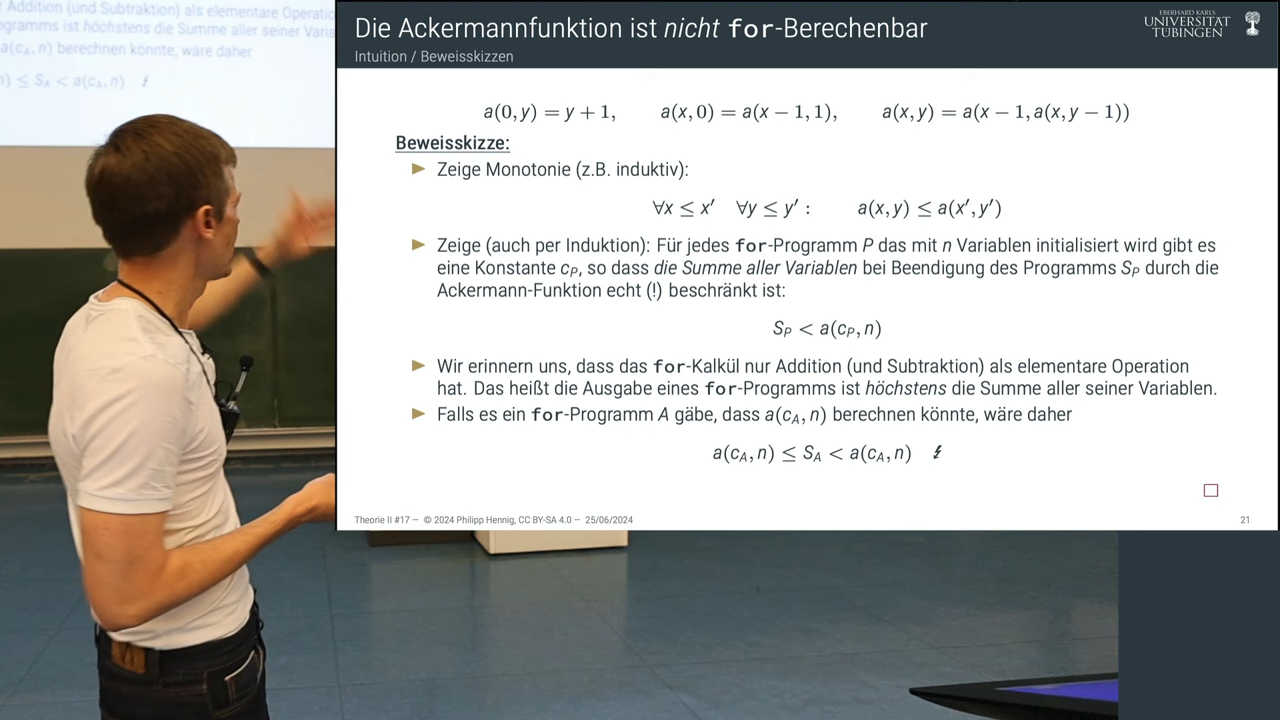 Addition (und Subtraktion) als elementare Operatio
ogramms ist höchstens die Summe aller seiner Varia
a(c_A, n) berechnen könnte, wäre daher
n) ≤ S_A < a(c_A, n) ↯
Die Ackermannfunktion ist nicht for-Berechenbar
Intuition / Beweisskizzen
EBERHARD KARLS
UNIVERSITÄT
TÜBINGEN
a(0, y) = y + 1, a(x, 0) = a(x − 1, 1), a(x, y) = a(x − 1, a(x, y − 1))
Beweisskizze:
► Zeige Monotonie (z.B. induktiv):
∀x ≤ x′ ∀y ≤ y′ : a(x, y) ≤ a(x′, y′)
► Zeige (auch per Induktion): Für jedes for-Programm P das mit n Variablen initialisiert wird gibt es
eine Konstante c_P, so dass die Summe aller Variablen bei Beendigung des Programms S_P durch die
Ackermann-Funktion echt (!) beschränkt ist:
S_P < a(c_P, n)
► Wir erinnern uns, dass das for-Kalkül nur Addition (und Subtraktion) als elementare Operation
hat. Das heißt die Ausgabe eines for-Programms ist höchstens die Summe aller seiner Variablen.
► Falls es ein for-Programm A gäbe, dass a(c_A, n) berechnen könnte, wäre daher
a(c_A, n) ≤ S_A < a(c_A, n) ↯
□
Theorie II #17 — © 2024 Philipp Hennig, CC BY-SA 4.0 — 25/06/2024
21